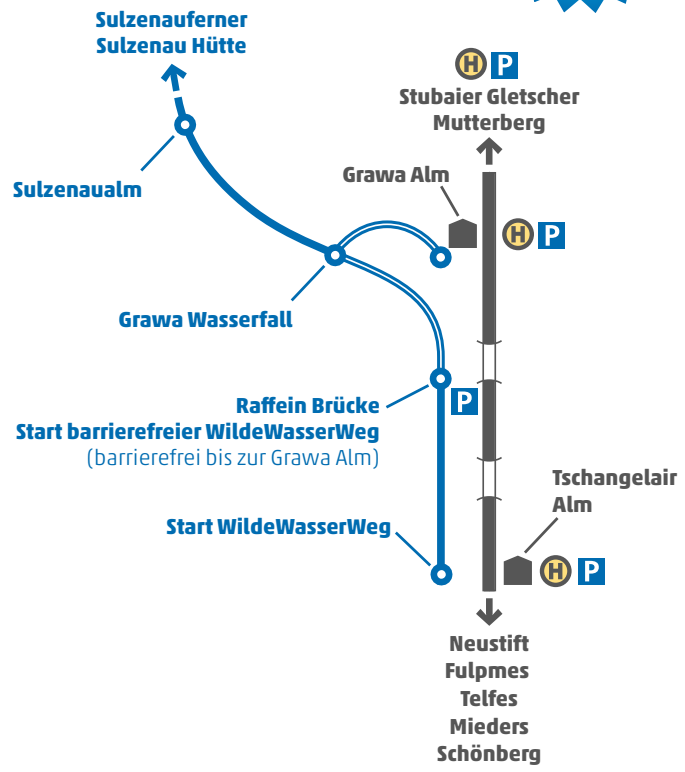 Sulzenauferner
Sulzenau Hütte
H P
Stubaier Gletscher
Mutterberg
Grawa Alm
Sulzenaualm
H P
Grawa Wasserfall
Raffein Brücke
P
Start barrierefreier WildeWasserWeg
(barrierefrei bis zur Grawa Alm)
Tschangelair
Alm
Start WildeWasserWeg
H P
Neustift
Fulpmes
Telfes
Mieders
Schönberg